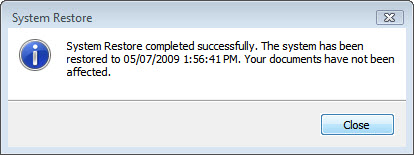 System Restore
System Restore completed successfully. The system has been
restored to 05/07/2009 1:56:41 PM. Your documents have not been
affected.
Close